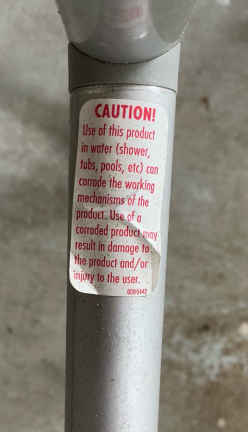 CAUTION!
Use of this product
in water (shower,
tubs, pools, etc) can
corrode the working
mechanisms of the
product. Use of a
corroded product may
result in damage to
the product and/or
injury to the user.